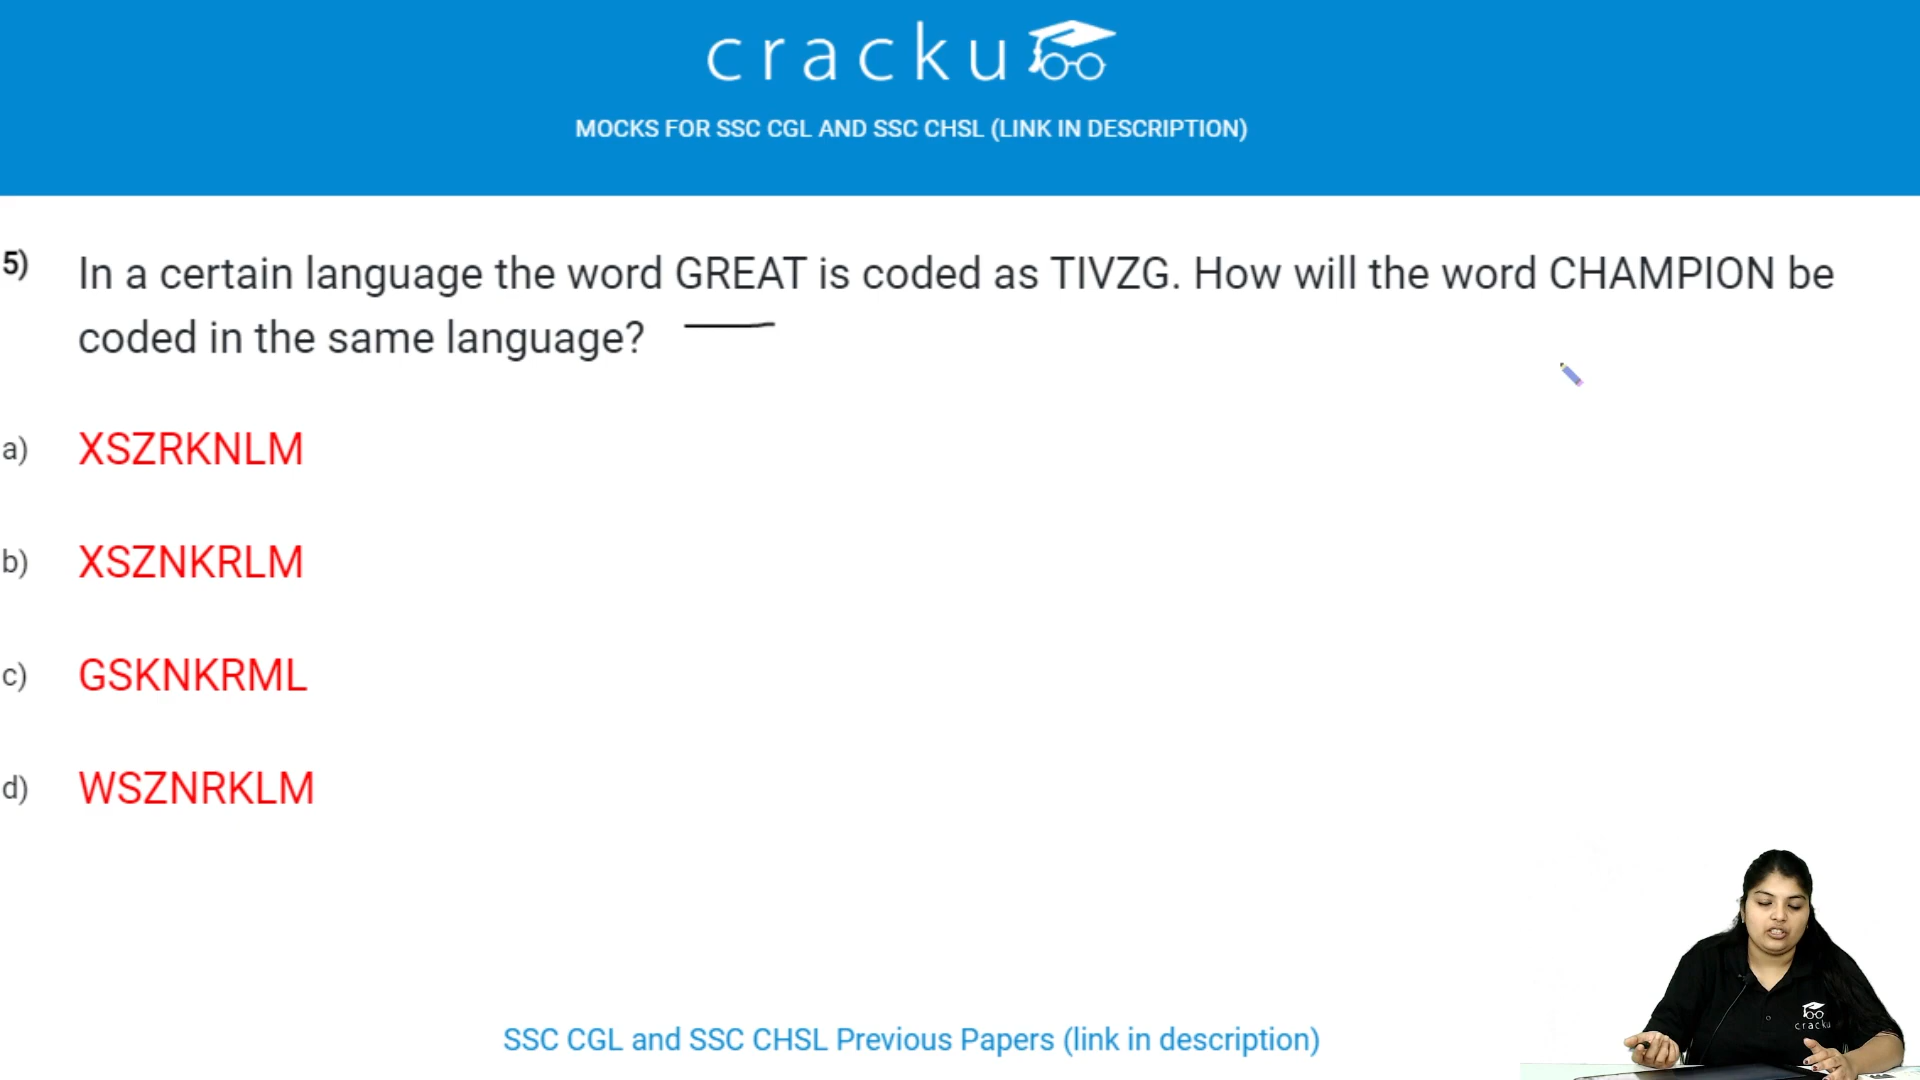 cracku
MOCKS FOR SSC CGL AND SSC CHSL (LINK IN DESCRIPTION)
5) In a certain language the word GREAT is coded as TIVZG. How will the word CHAMPION be
coded in the same language?
a) XSZRKNLM
b) XSZNKRLM
c) GSKNKRML
d) WSZNRKLM
cracku
SSC CGL and SSC CHSL Previous Papers (link in description)